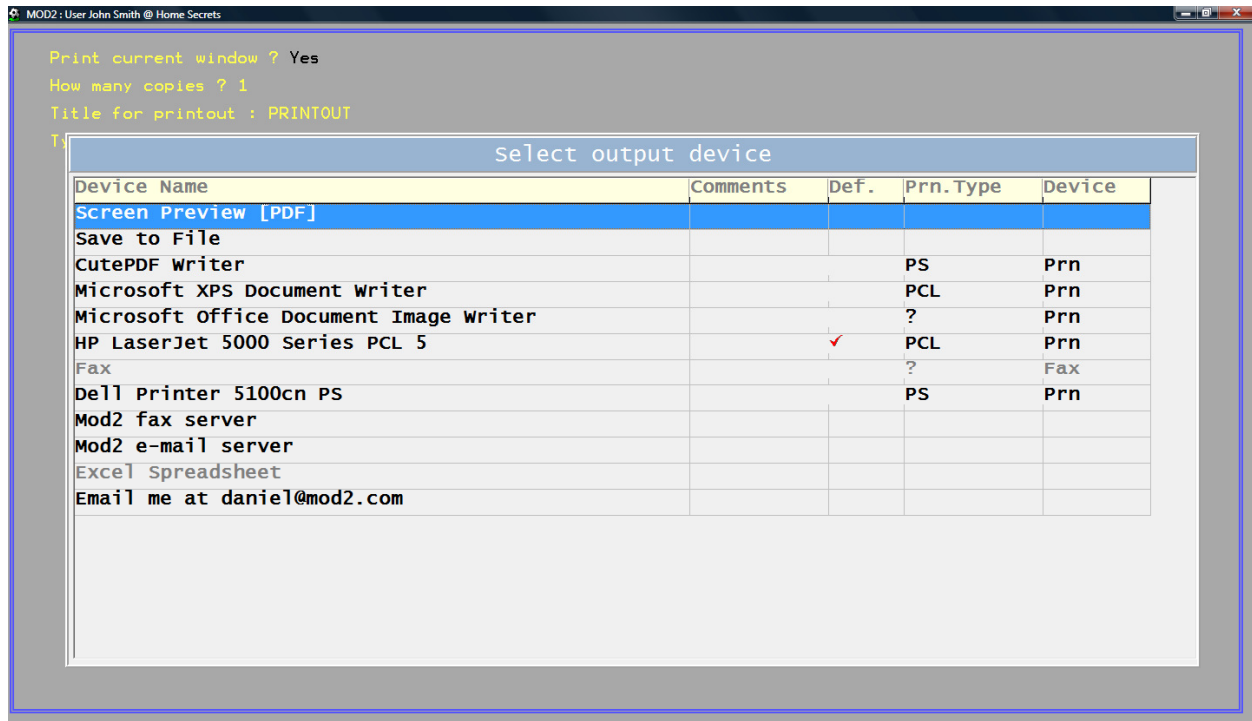 MOD2 : User John Smith @ Home Secrets
Print current window ? Yes
How many copies ? 1
Title for printout : PRINTOUT
Select output device
Device Name Comments Def. Prn.Type Device
Screen Preview [PDF]
Save to File
CutePDF Writer PS Prn
Microsoft XPS Document Writer PCL Prn
Microsoft Office Document Image Writer ? Prn
HP LaserJet 5000 Series PCL 5 ✓ PCL Prn
Fax ? Fax
Dell Printer 5100cn PS PS Prn
Mod2 fax server
Mod2 e-mail server
Excel Spreadsheet
Email me at daniel@mod2.com